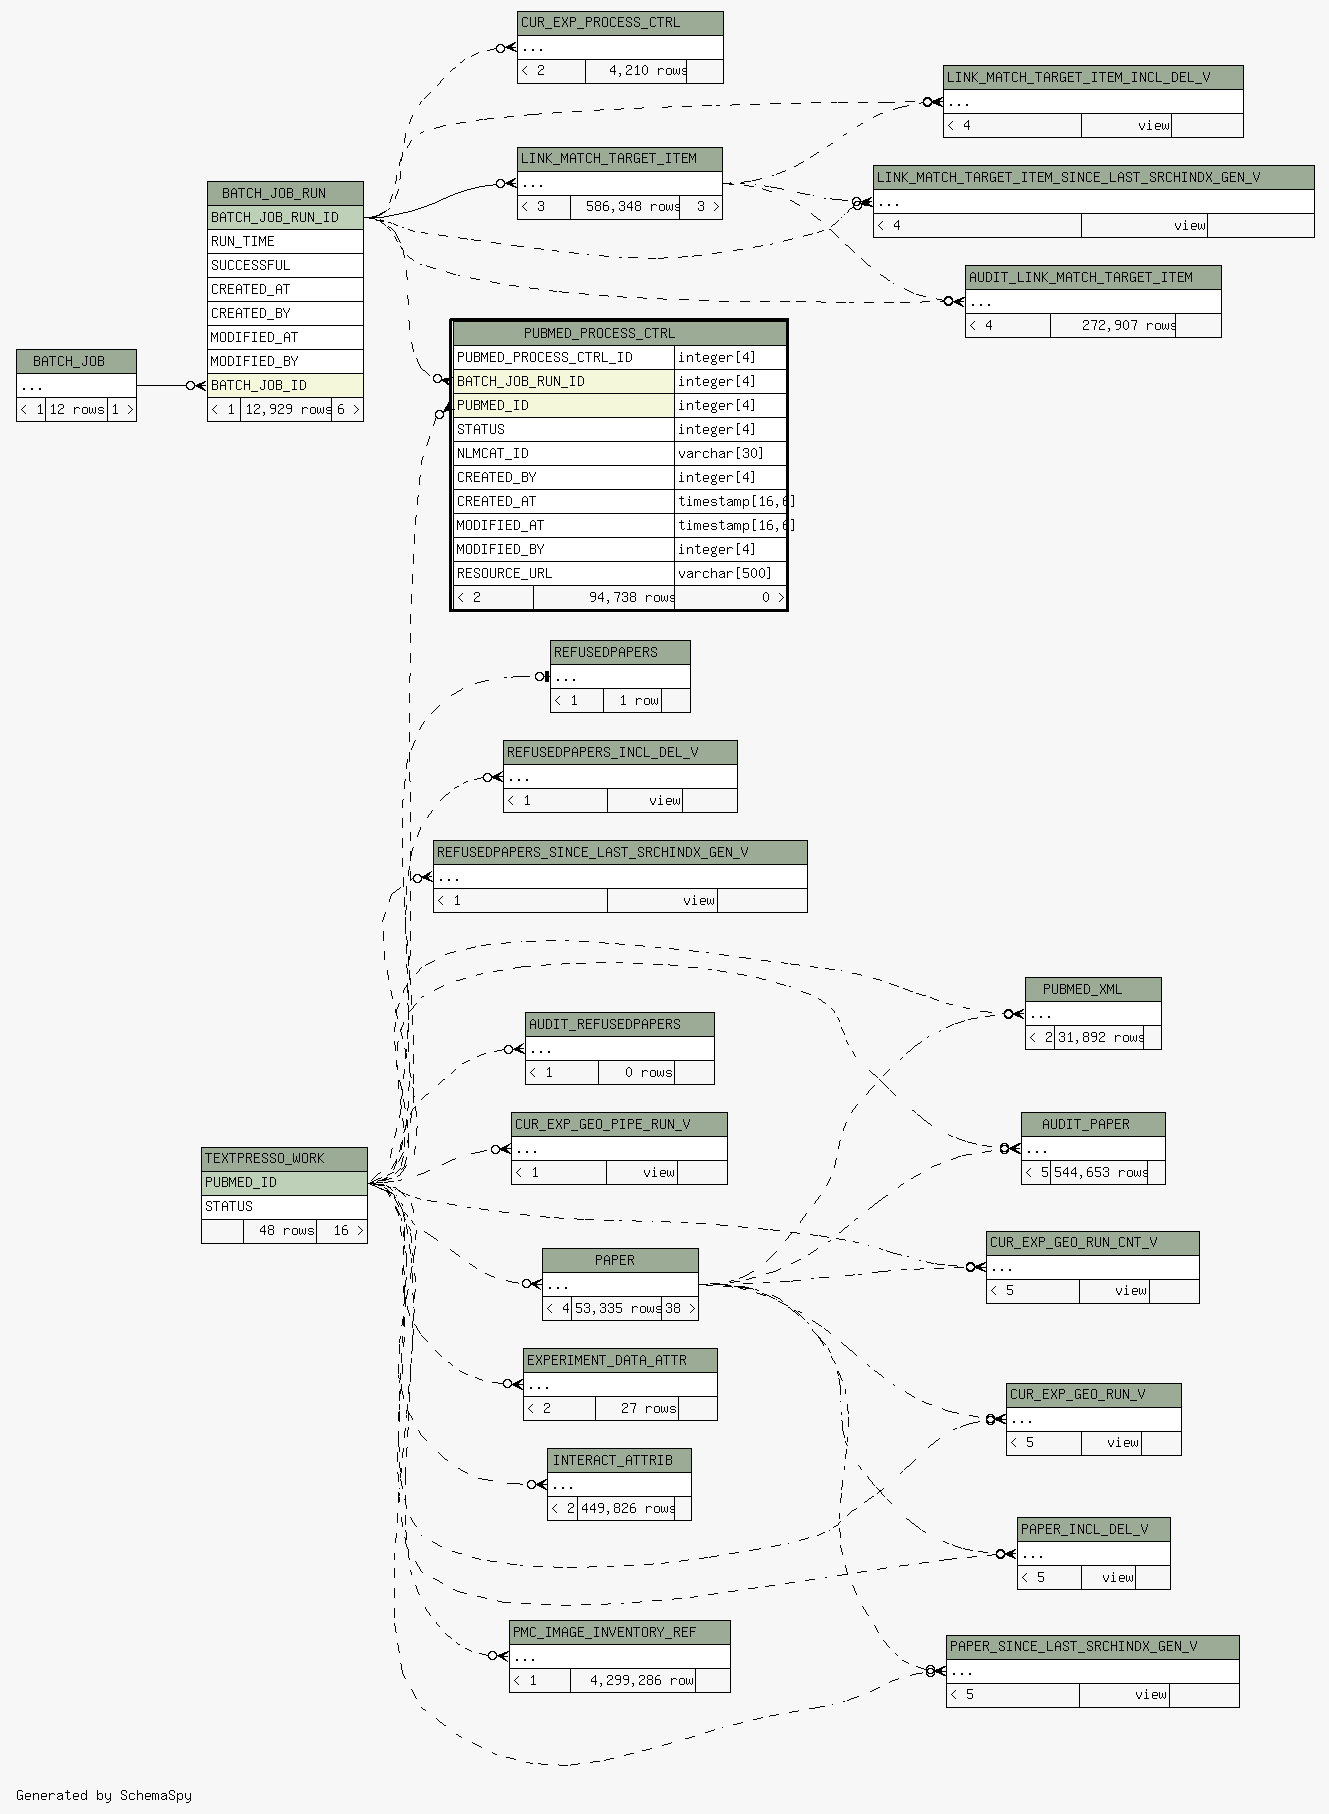 CUR_EXP_PROCESS_CTRL
...
< 2 4,210 rows
LINK_MATCH_TARGET_ITEM_INCL_DEL_V
...
< 4 view
LINK_MATCH_TARGET_ITEM
...
< 3 586,348 rows 3 >
LINK_MATCH_TARGET_ITEM_SINCE_LAST_SRCHINDX_GEN_V
...
< 4 view
BATCH_JOB_RUN
BATCH_JOB_RUN_ID
RUN_TIME
SUCCESSFUL
CREATED_AT
CREATED_BY
MODIFIED_AT
MODIFIED_BY
BATCH_JOB_ID
< 1 12,929 rows 6 >
AUDIT_LINK_MATCH_TARGET_ITEM
...
< 4 272,907 rows
BATCH_JOB
...
< 1 12 rows 1 >
PUBMED_PROCESS_CTRL
PUBMED_PROCESS_CTRL_ID integer[4]
BATCH_JOB_RUN_ID integer[4]
PUBMED_ID integer[4]
STATUS integer[4]
NLMCAT_ID varchar[30]
CREATED_BY integer[4]
CREATED_AT timestamp[16,6]
MODIFIED_AT timestamp[16,6]
MODIFIED_BY integer[4]
RESOURCE_URL varchar[500]
< 2 94,738 rows 0 >
REFUSEDPAPERS
...
< 1 1 row
REFUSEDPAPERS_INCL_DEL_V
...
< 1 view
REFUSEDPAPERS_SINCE_LAST_SRCHINDX_GEN_V
...
< 1 view
PUBMED_XML
...
< 2 31,892 rows
AUDIT_REFUSEDPAPERS
...
< 1 0 rows
CUR_EXP_GEO_PIPE_RUN_V
...
< 1 view
AUDIT_PAPER
...
< 5 544,653 rows
TEXTPRESSO_WORK
PUBMED_ID
STATUS
48 rows 16 >
CUR_EXP_GEO_RUN_CNT_V
...
< 5 view
PAPER
...
< 4 53,335 rows 38 >
EXPERIMENT_DATA_ATTR
...
< 2 27 rows
CUR_EXP_GEO_RUN_V
...
< 5 view
INTERACT_ATTRIB
...
< 2 449,826 rows
PAPER_INCL_DEL_V
...
< 5 view
PMC_IMAGE_INVENTORY_REF
...
< 1 4,299,286 row
PAPER_SINCE_LAST_SRCHINDX_GEN_V
...
< 5 view
Generated by SchemaSpy